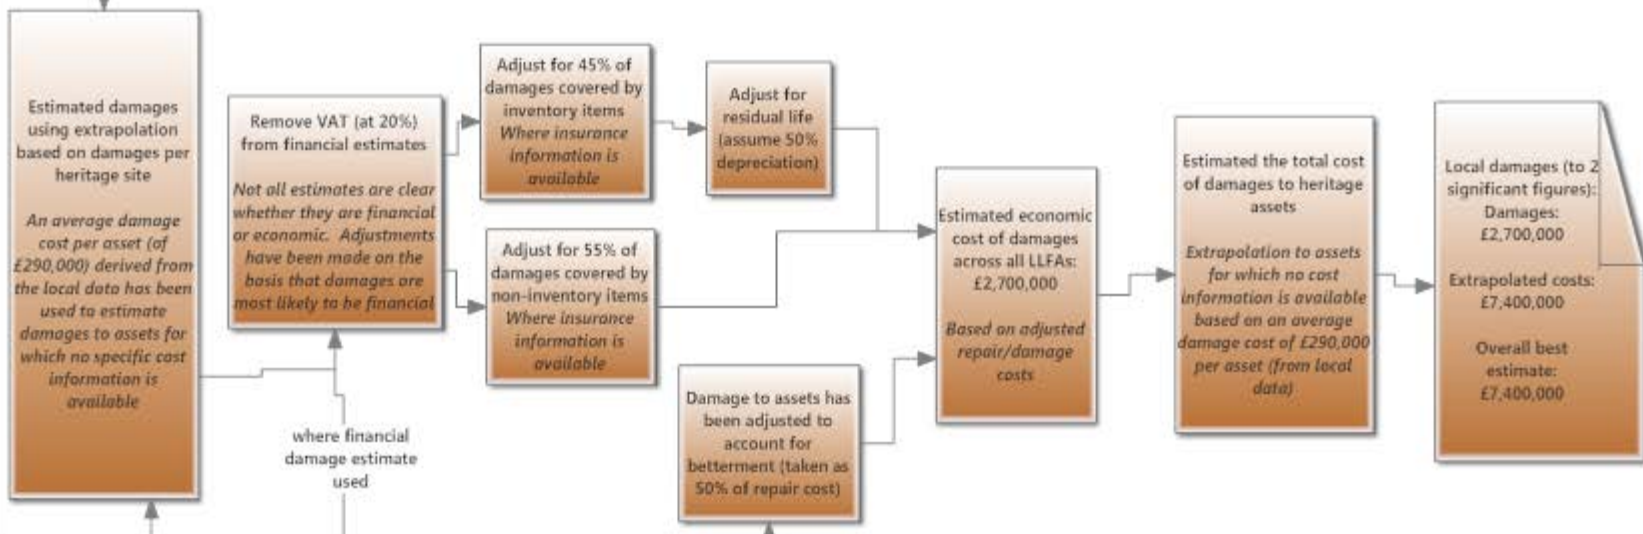 Estimated damages
using extrapolation
based on damages per
heritage site
An average damage
cost per asset (of
£290,000) derived from
the local data has been
used to estimate
damages to assets for
which no specific cost
information is
available
Remove VAT (at 20%)
from financial estimates
Not all estimates are clear
whether they are financial
or economic. Adjustments
have been made on the
basis that damages are
most likely to be financial
where financial
damage estimate
used
Adjust for 45% of
damages covered by
inventory items
Where insurance
information is
available
Adjust for 55% of
damages covered by
non-inventory items
Where insurance
information is
available
Adjust for
residual life
(assume 50%
depreciation)
Damage to assets has
been adjusted to
account for
betterment (taken as
50% of repair cost)
Estimated economic
cost of damages
across all LLFAs:
£2,700,000
Based on adjusted
repair/damage
costs
Estimated the total cost
of damages to heritage
assets
Extrapolation to assets
for which no cost
information is available
based on an average
damage cost of £290,000
per asset (from local
data)
Local damages (to 2
significant figures):
Damages:
£2,700,000
Extrapolated costs:
£7,400,000
Overall best
estimate:
£7,400,000